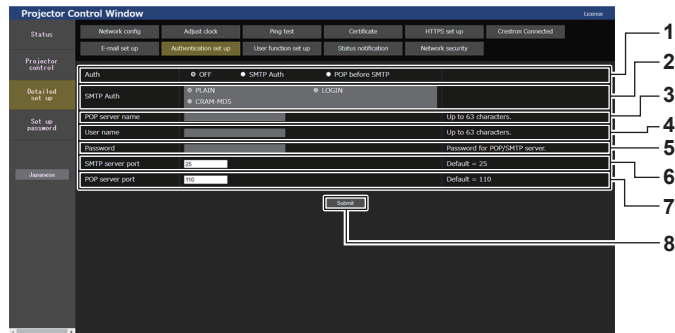 Projector Control Window
License
Status
Network config
Adjust clock
Ping test
Certificate
HTTPS set up
Crestron Connected
E-mail set up
Authentication set up
User function set up
Status notification
Network security
Projector
control
Detailed
set up
Set up
password
Japanese
Auth
OFF
SMTP Auth
POP before SMTP
SMTP Auth
PLAIN
LOGIN
CRAM-MD5
POP server name
Up to 63 characters.
User name
Up to 63 characters.
Password
Password for POP/SMTP server.
SMTP server port
25
Default = 25
POP server port
110
Default = 110
Submit
1
2
3
4
5
6
7
8